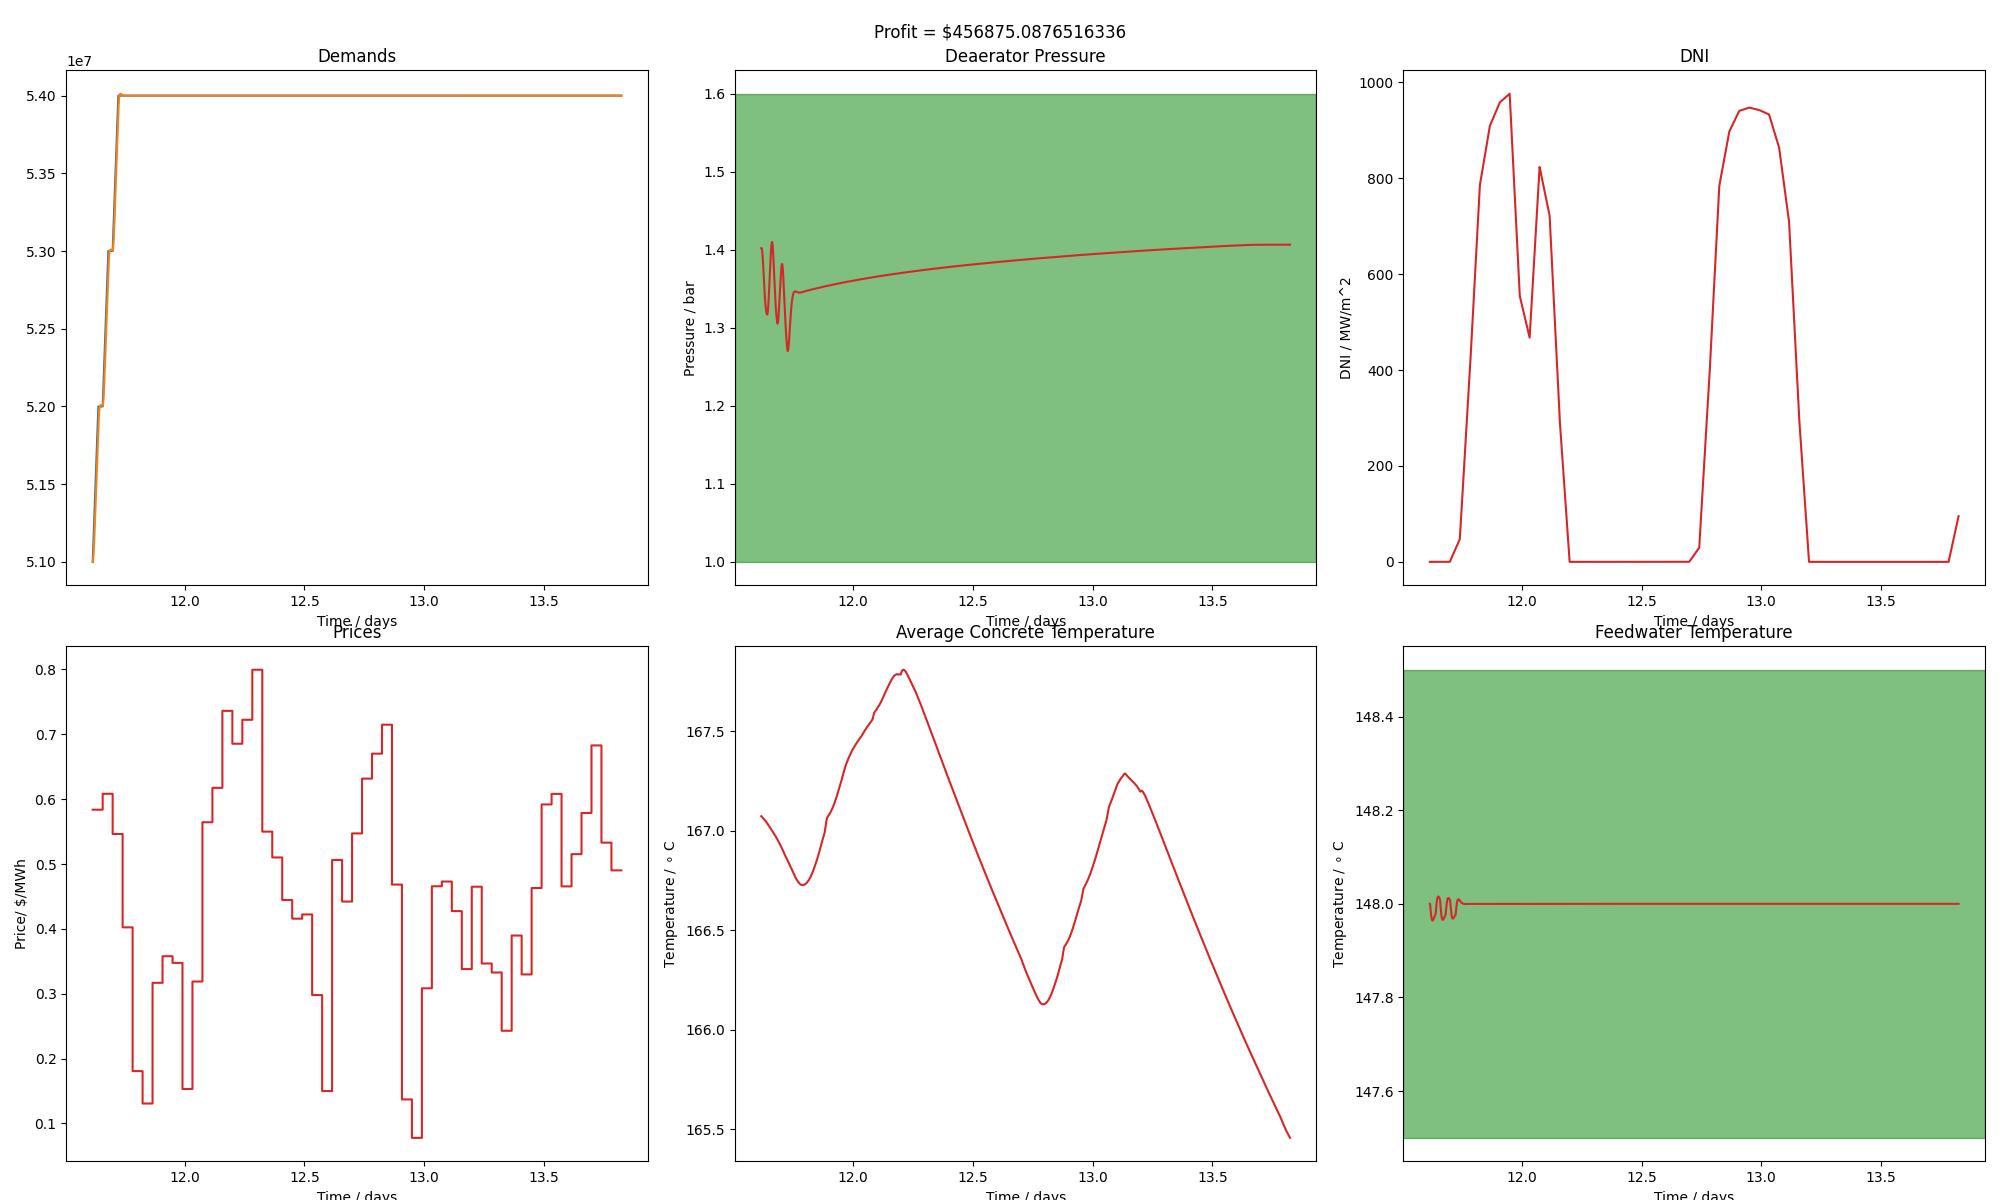 Profit = $456875.0876516336
Demands
1e7
5.40
5.35
5.30
5.25
5.20
5.15
5.10
12.0 12.5 13.0 13.5
Time / days
Deaerator Pressure
Pressure / bar
1.6
1.5
1.4
1.3
1.2
1.1
1.0
12.0 12.5 13.0 13.5
Time / days
DNI
DNI / MW/m^2
1000
800
600
400
200
0
12.0 12.5 13.0 13.5
Time / days
Prices
Price/ $/MWh
0.8
0.7
0.6
0.5
0.4
0.3
0.2
0.1
12.0 12.5 13.0 13.5
Time / days
Average Concrete Temperature
Temperature / ∘ C
167.5
167.0
166.5
166.0
165.5
12.0 12.5 13.0 13.5
Time / days
Feedwater Temperature
Temperature / ∘ C
148.4
148.2
148.0
147.8
147.6
12.0 12.5 13.0 13.5
Time / days